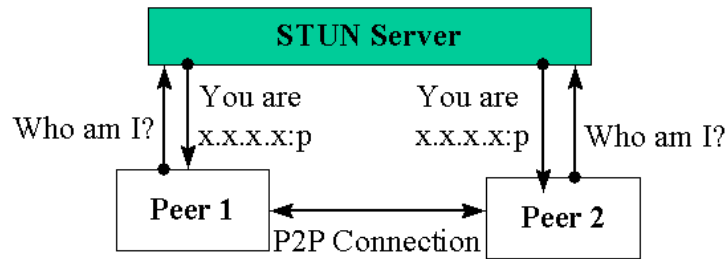 STUN Server
You are
x.x.x.x:p
You are
x.x.x.x:p
Who am I?
Who am I?
Peer 1
Peer 2
P2P Connection